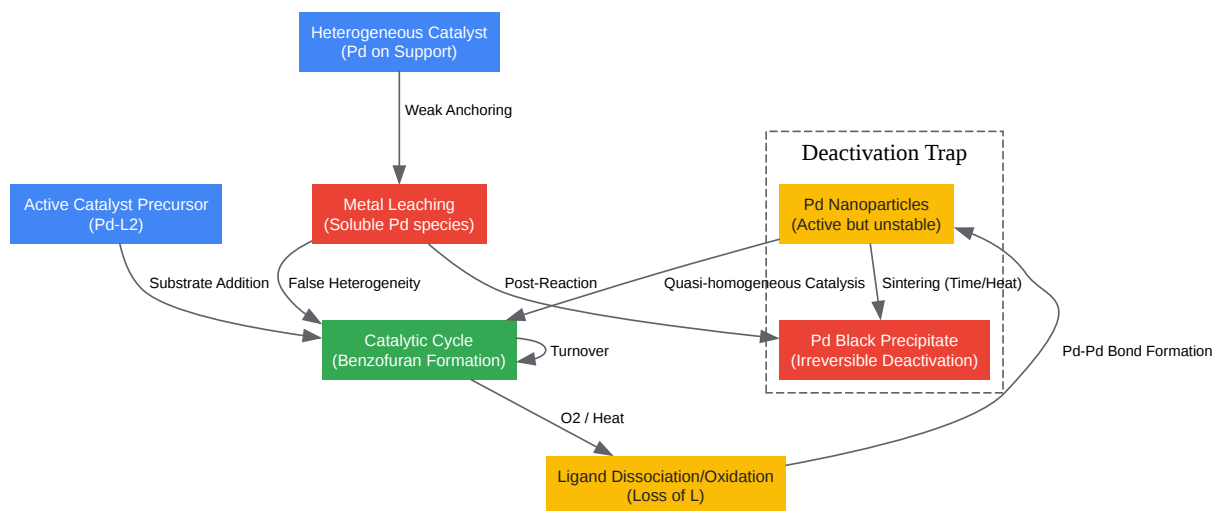 Heterogeneous Catalyst
(Pd on Support)
Weak Anchoring
Deactivation Trap
Active Catalyst Precursor
(Pd-L2)
Metal Leaching
(Soluble Pd species)
Pd Nanoparticles
(Active but unstable)
Substrate Addition
False Heterogeneity
Post-Reaction
Quasi-homogeneous Catalysis
Sintering (Time/Heat)
Catalytic Cycle
(Benzofuran Formation)
Turnover
Pd Black Precipitate
(Irreversible Deactivation)
Pd-Pd Bond Formation
O2 / Heat
Ligand Dissociation/Oxidation
(Loss of L)